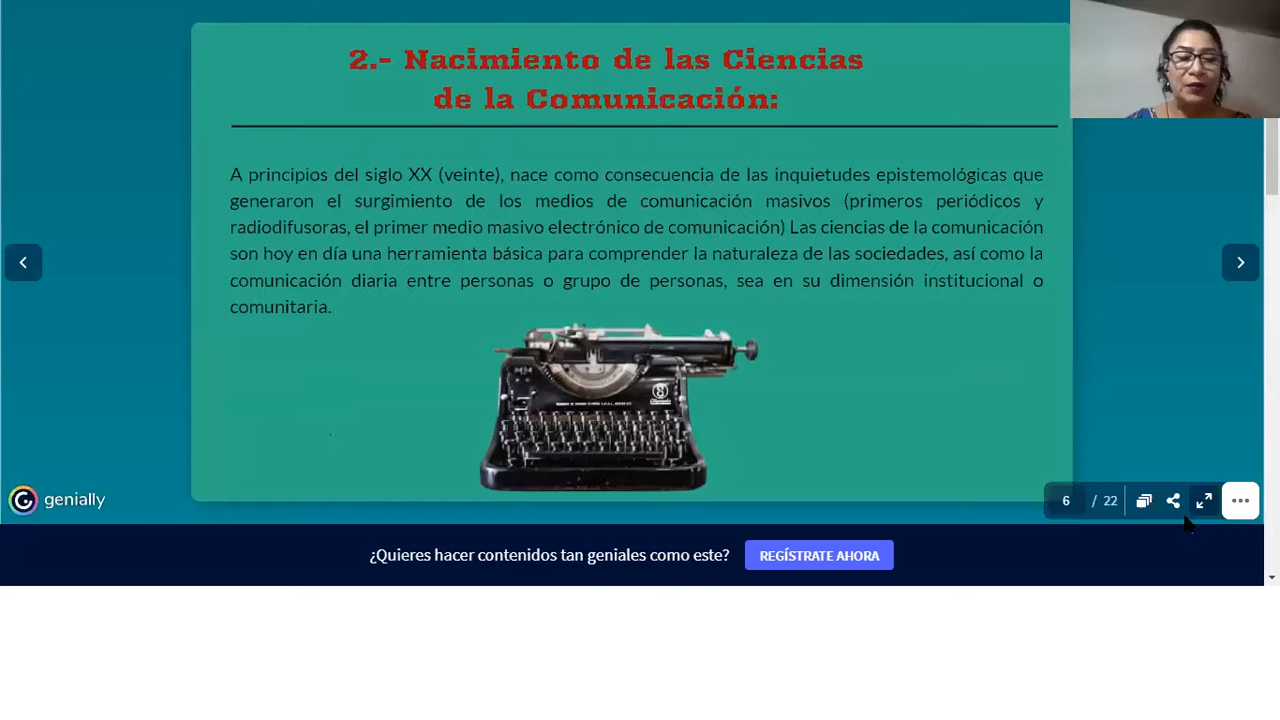 2.- Nacimiento de las Ciencias
de la Comunicación:
A principios del siglo XX (veinte), nace como consecuencia de las inquietudes epistemológicas que
generaron el surgimiento de los medios de comunicación masivos (primeros periódicos y
radiodifusoras, el primer medio masivo electrónico de comunicación) Las ciencias de la comunicación
son hoy en día una herramienta básica para comprender la naturaleza de las sociedades, así como la
comunicación diaria entre personas o grupo de personas, sea en su dimensión institucional o
comunitaria.
genially
6 / 22
¿Quieres hacer contenidos tan geniales como este? REGÍSTRATE AHORA